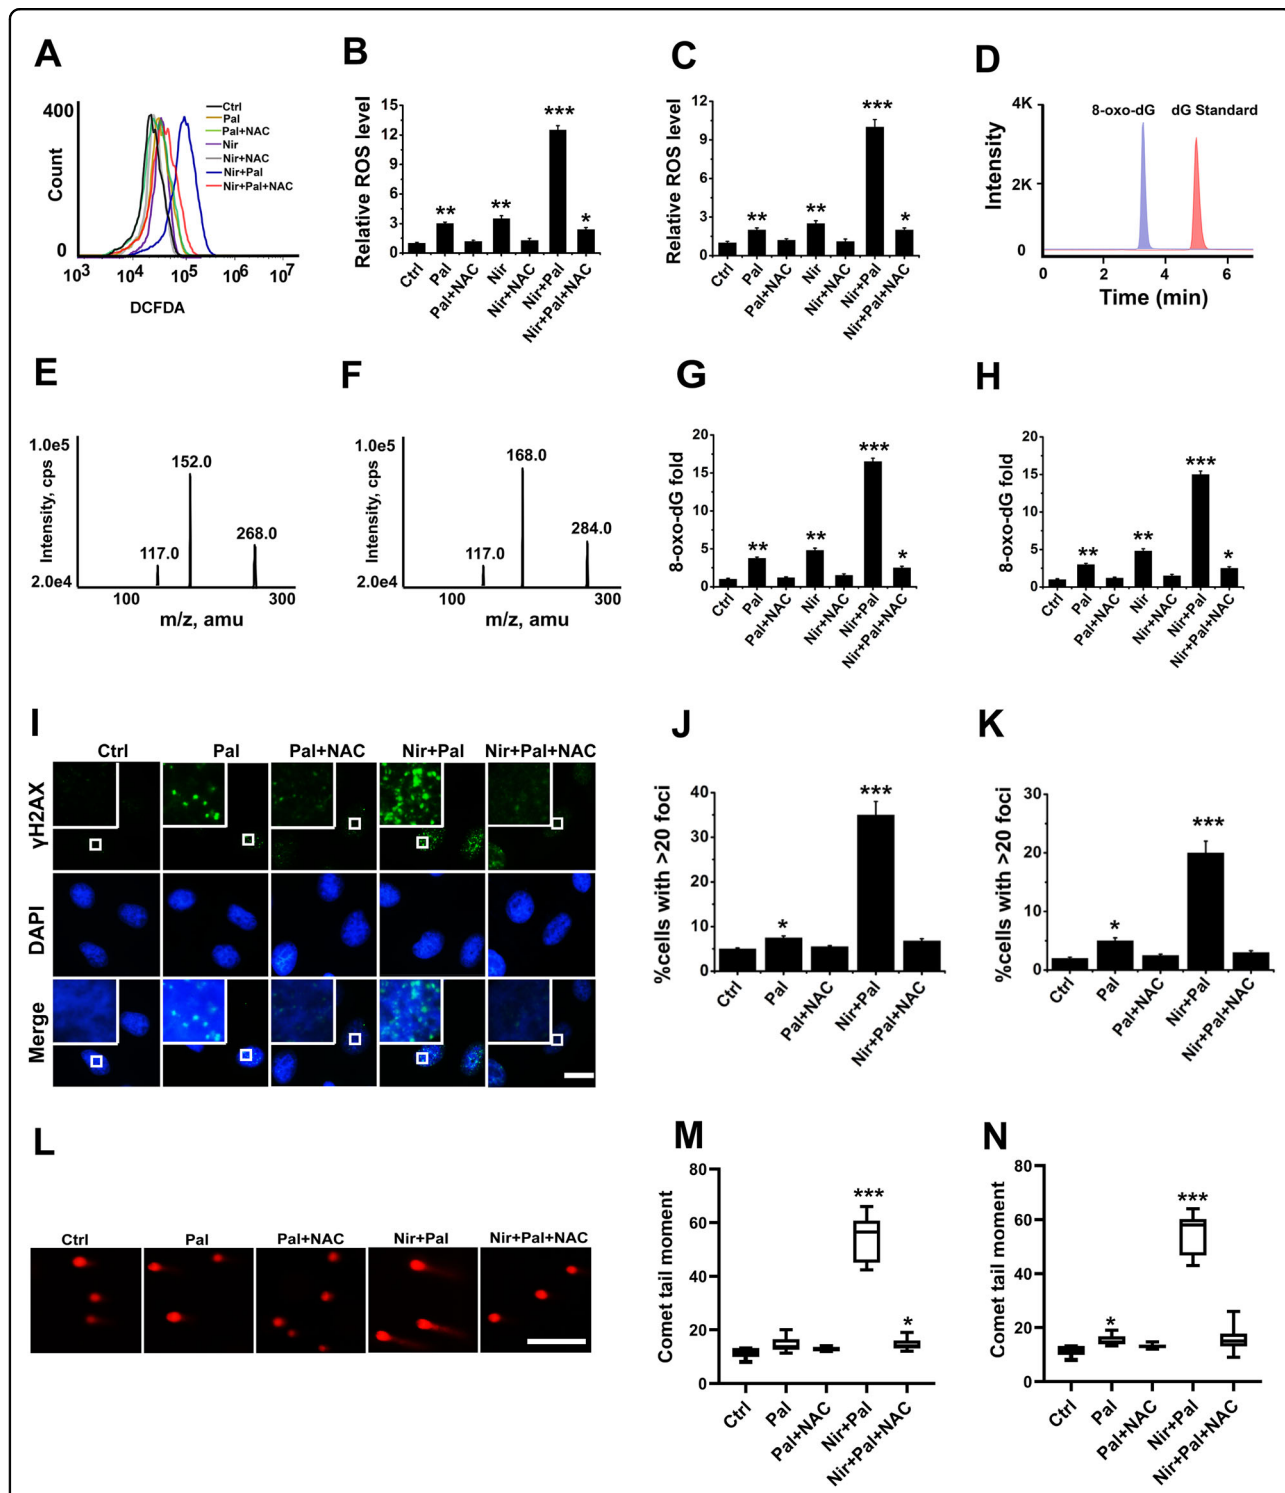 A
400
Count
0
10³ 10⁴ 10⁵ 10⁶ 10⁷
DCFDA
Ctrl
Pal
Pal+NAC
Nir
Nir+NAC
Nir+Pal
Nir+Pal+NAC
B
Relative ROS level
15
12
9
6
3
0
** ** *** *
Ctrl Pal Pal+NAC Nir Nir+NAC Nir+Pal Nir+Pal+NAC
C
Relative ROS level
12
9
6
3
0
** ** *** *
Ctrl Pal Pal+NAC Nir Nir+NAC Nir+Pal Nir+Pal+NAC
D
4K
2K
0
Intensity
8-oxo-dG dG Standard
0 2 4 6
Time (min)
E
1.0e5
Intensity, cps
2.0e4
117.0
152.0
268.0
100 300
m/z, amu
F
1.0e5
Intensity, cps
2.0e4
117.0
168.0
284.0
100 300
m/z, amu
G
8-oxo-dG fold
20
15
10
5
0
** ** *** *
Ctrl Pal Pal+NAC Nir Nir+NAC Nir+Pal Nir+Pal+NAC
H
8-oxo-dG fold
20
15
10
5
0
** ** *** *
Ctrl Pal Pal+NAC Nir Nir+NAC Nir+Pal Nir+Pal+NAC
I
Ctrl Pal Pal+NAC Nir+Pal Nir+Pal+NAC
γH2AX
DAPI
Merge
J
%cells with >20 foci
40
30
20
10
0
* ***
Ctrl Pal Pal+NAC Nir+Pal Nir+Pal+NAC
K
%cells with >20 foci
30
20
10
0
* ***
Ctrl Pal Pal+NAC Nir+Pal Nir+Pal+NAC
L
Ctrl Pal Pal+NAC Nir+Pal Nir+Pal+NAC
M
Comet tail moment
80
60
40
20
0
*** *
Ctrl Pal Pal+NAC Nir+Pal Nir+Pal+NAC
N
Comet tail moment
80
60
40
20
0
* ***
Ctrl Pal Pal+NAC Nir+Pal Nir+Pal+NAC